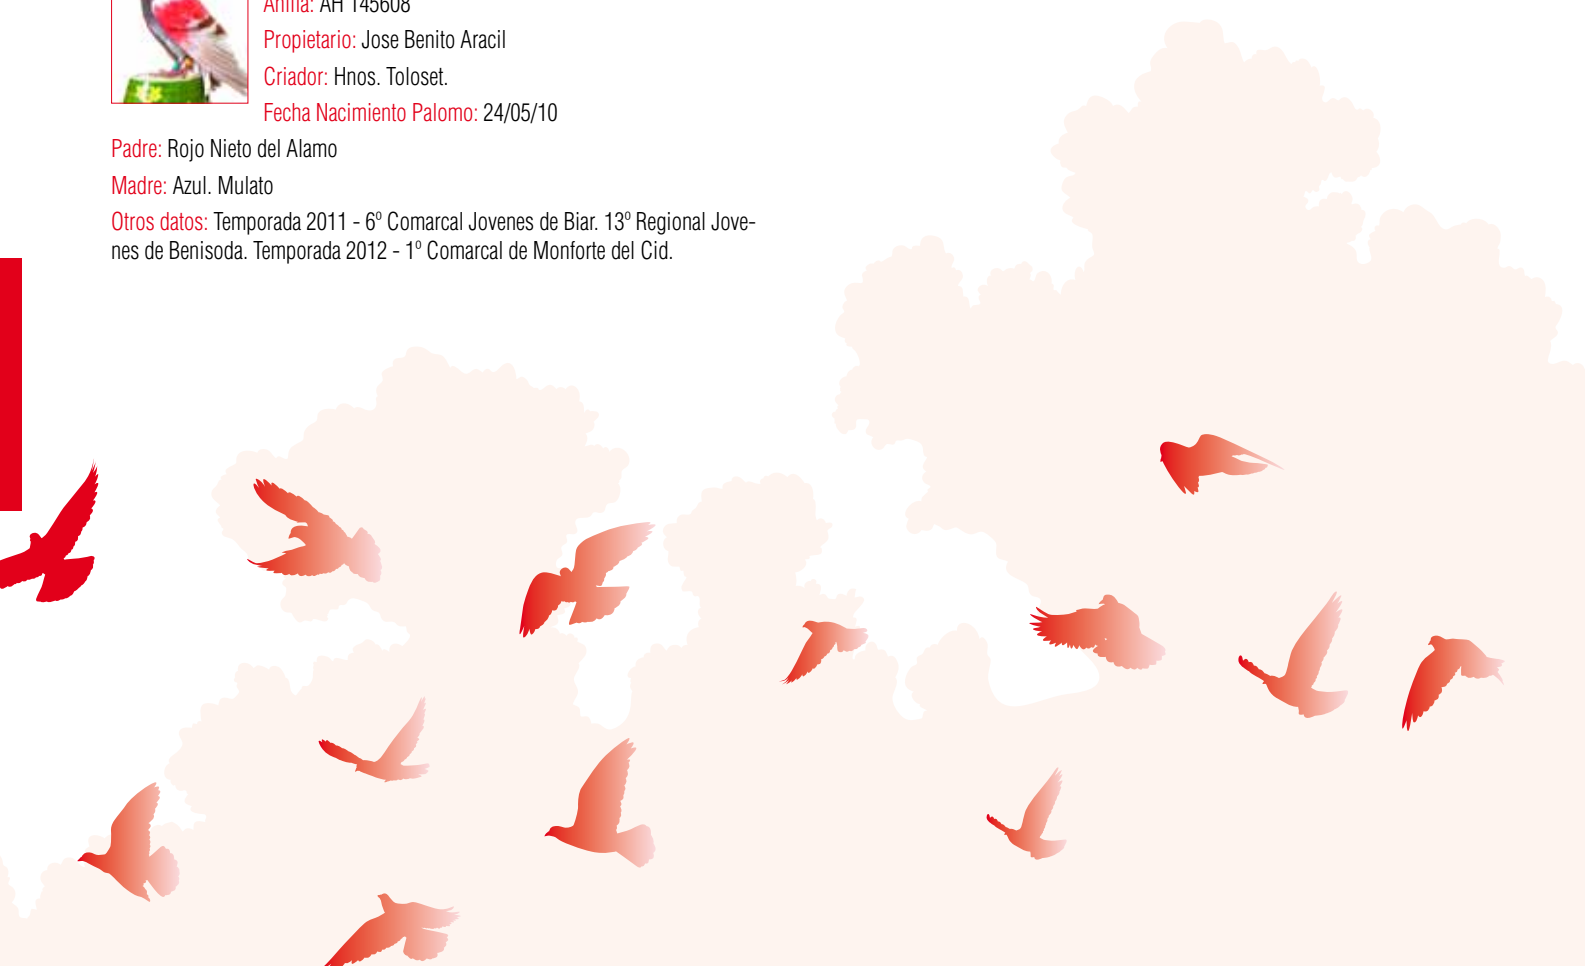 Anilla: AH 145608
Propietario: Jose Benito Aracil
Criador: Hnos. Toloset.
Fecha Nacimiento Palomo: 24/05/10
Padre: Rojo Nieto del Alamo
Madre: Azul. Mulato
Otros datos: Temporada 2011 - 6º Comarcal Jovenes de Biar. 13º Regional Jove-
nes de Benisoda. Temporada 2012 - 1º Comarcal de Monforte del Cid.